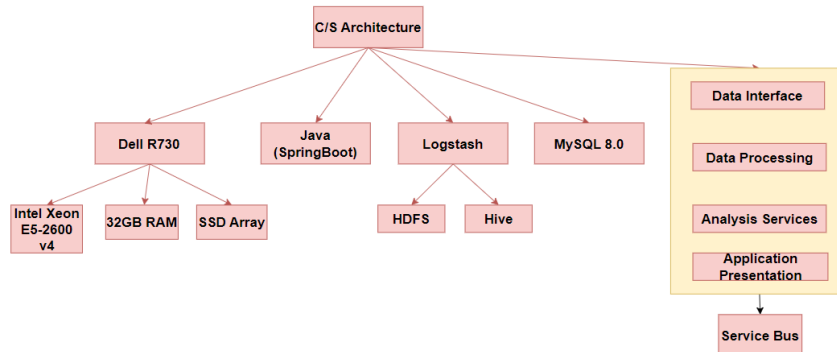 C/S Architecture
Data Interface
Dell R730
Java
(SpringBoot)
Logstash
MySQL 8.0
Data Processing
Intel Xeon
E5-2600
v4
32GB RAM
SSD Array
HDFS
Hive
Analysis Services
Application
Presentation
Service Bus